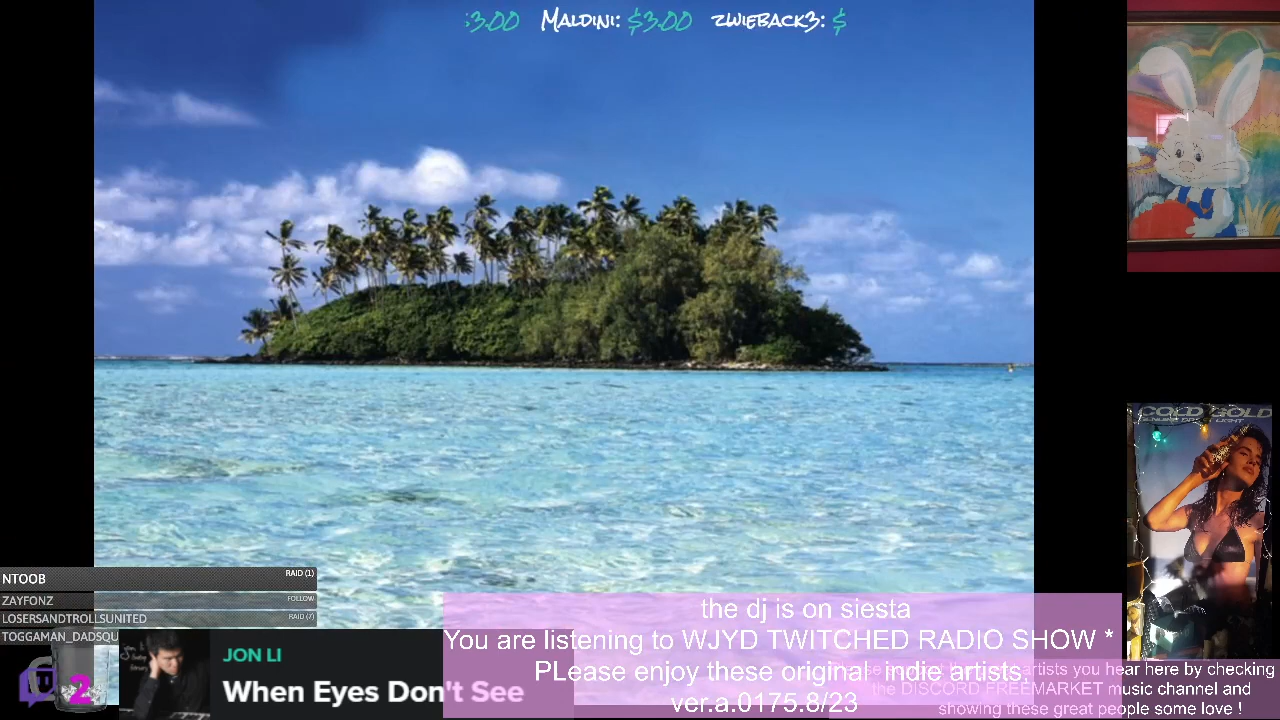 $3.00 Maldini: $3.00 zwieback3: $
COLD GOLD
NTOOB RAID (1)
ZAYFONZ FOLLOW
LOSERSANDTROLLSUNITED RAID (7)
TOGGAMAN_DADSQU
2
JON LI
When Eyes Don't See
the dj is on siesta
You are listening to WJYD TWITCHED RADIO SHOW *
PLease enjoy these original indie artists,
ver.a.0175.8/23
artists you hear here by checking
the DISCORD FREEMARKET music channel and
showing these great people some love !